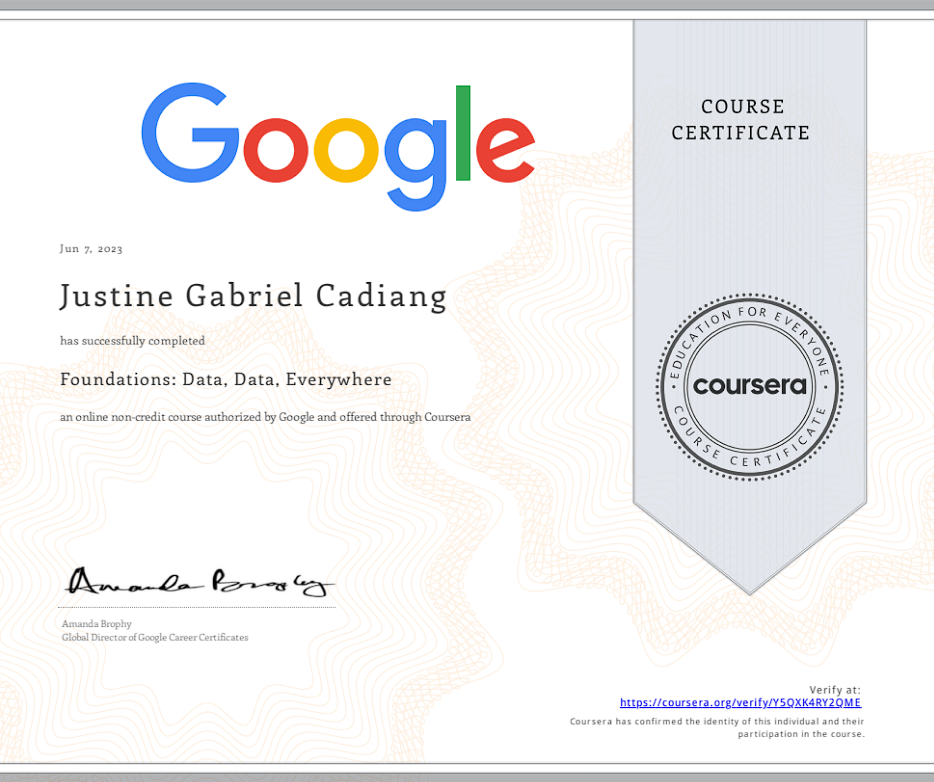 Google
COURSE
CERTIFICATE
Jun 7, 2023
Justine Gabriel Cadiang
has successfully completed
Foundations: Data, Data, Everywhere
an online non-credit course authorized by Google and offered through Coursera
EDUCATION FOR EVERYONE
coursera
COURSE CERTIFICATE
Amanda Brophy
Amanda Brophy
Global Director of Google Career Certificates
Verify at:
https://coursera.org/verify/Y5QXK4RY2QME
Coursera has confirmed the identity of this individual and their
participation in the course.